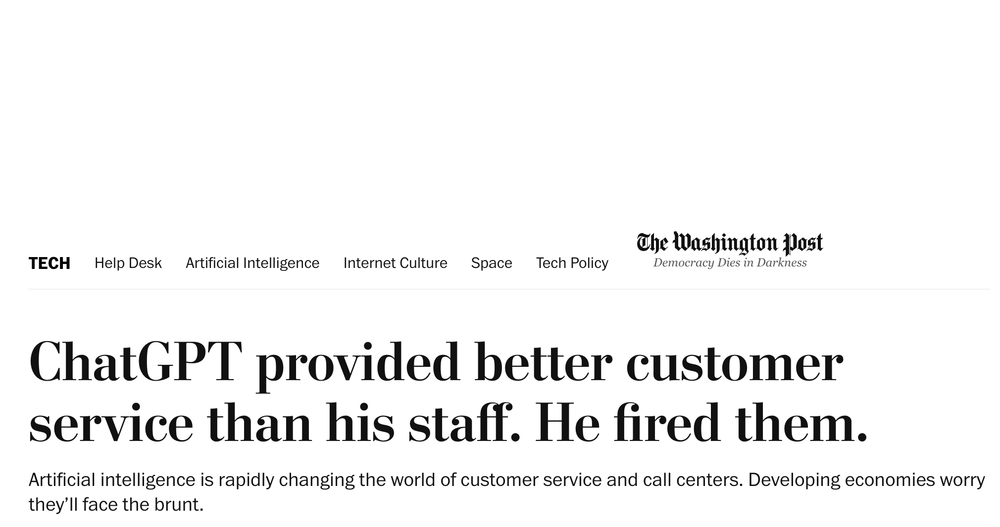 The Washington Post
Democracy Dies in Darkness
TECH Help Desk Artificial Intelligence Internet Culture Space Tech Policy
ChatGPT provided better customer
service than his staff. He fired them.
Artificial intelligence is rapidly changing the world of customer service and call centers. Developing economies worry
they’ll face the brunt.